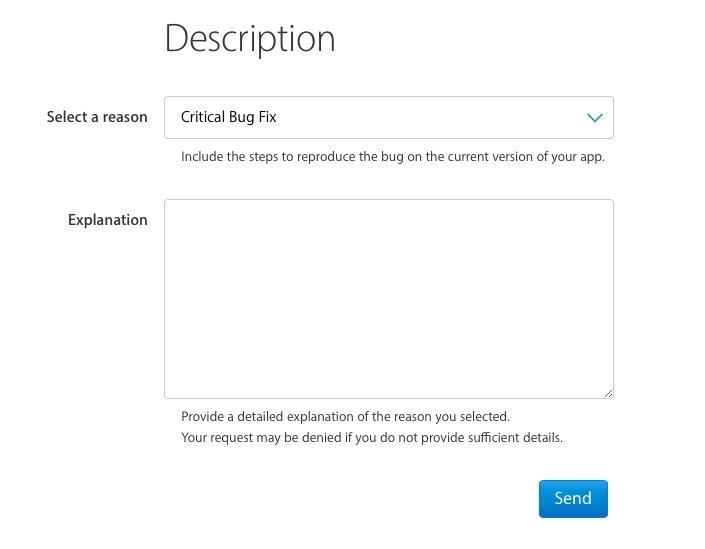 Description
Select a reason
Critical Bug Fix
Include the steps to reproduce the bug on the current version of your app.
Explanation
Provide a detailed explanation of the reason you selected.
Your request may be denied if you do not provide sufficient details.
Send